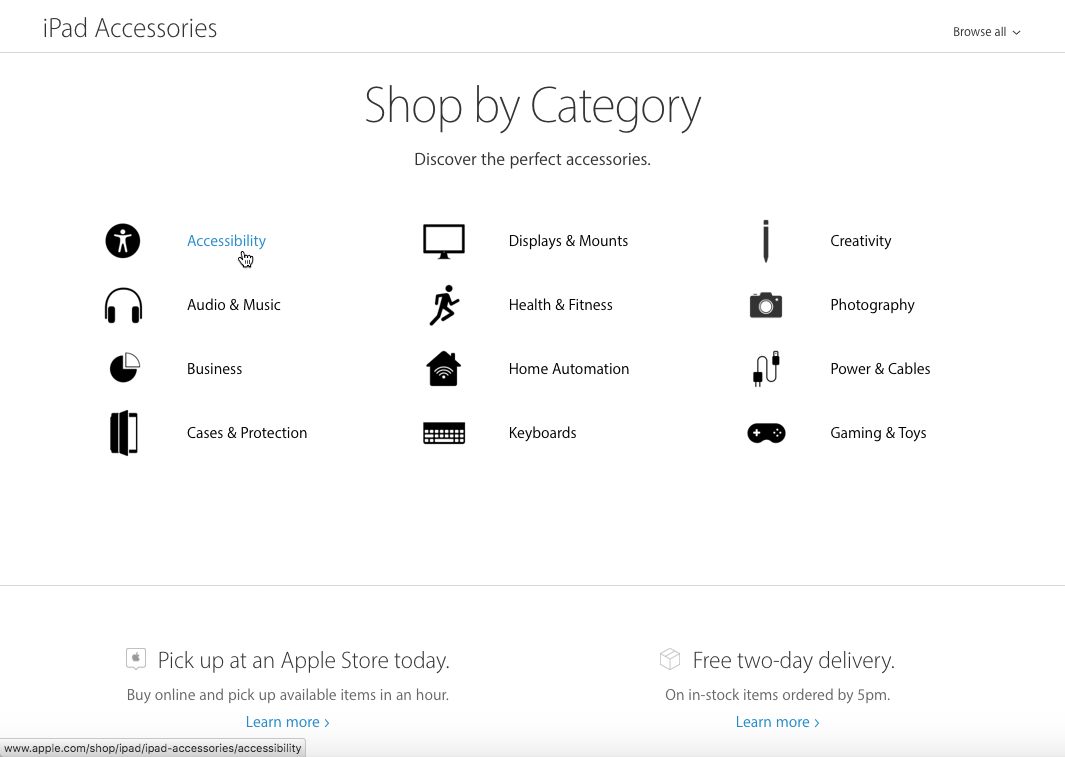 iPad Accessories
Browse all
Shop by Category
Discover the perfect accessories.
Accessibility
Displays & Mounts
Creativity
Audio & Music
Health & Fitness
Photography
Business
Home Automation
Power & Cables
Cases & Protection
Keyboards
Gaming & Toys
Pick up at an Apple Store today.
Buy online and pick up available items in an hour.
Learn more ›
Free two-day delivery.
On in-stock items ordered by 5pm.
Learn more ›
www.apple.com/shop/ipad/ipad-accessories/accessibility